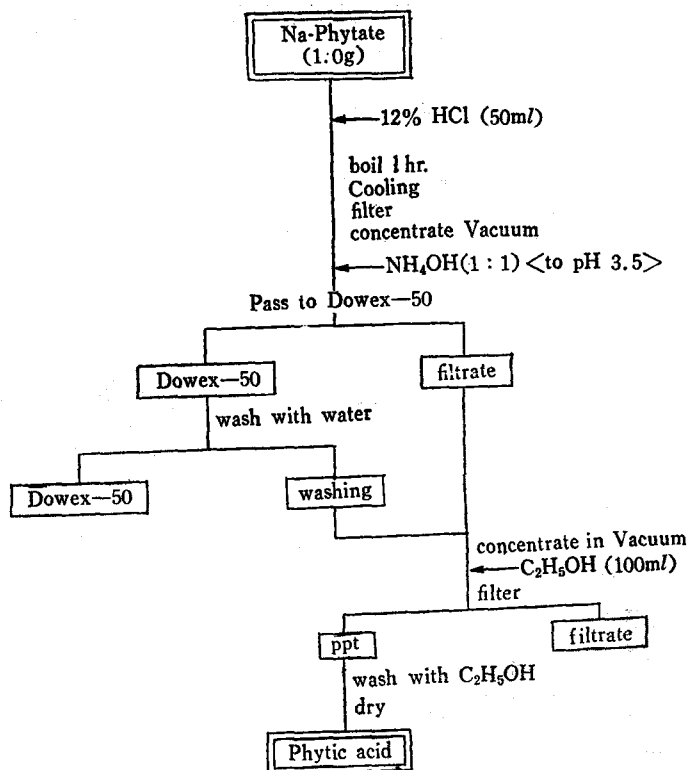 Na-Phytate
(1.0g)
12% HCl (50ml)
boil 1 hr.
Cooling
filter
concentrate Vacuum
NH₄OH(1 : 1) <to pH 3.5>
Pass to Dowex—50
Dowex—50
filtrate
wash with water
Dowex—50
washing
concentrate in Vacuum
C₂H₅OH (100ml)
filter
ppt
filtrate
wash with C₂H₅OH
dry
Phytic acid